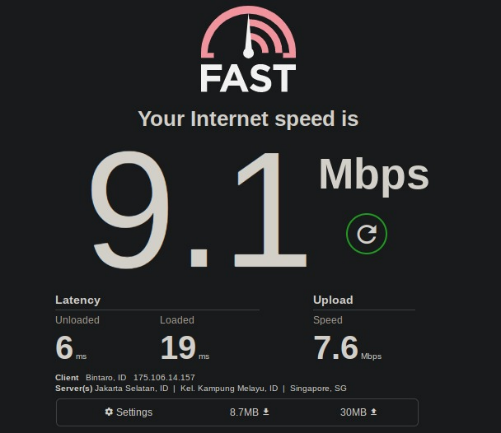 FAST
Your Internet speed is
9.1 Mbps
Latency
Upload
Unloaded Loaded
Speed
6 ms 19 ms
7.6 Mbps
Client Bintaro, ID 175.106.14.157
Server(s) Jakarta Selatan, ID | Kel. Kampung Melayu, ID | Singapore, SG
Settings 8.7MB 30MB